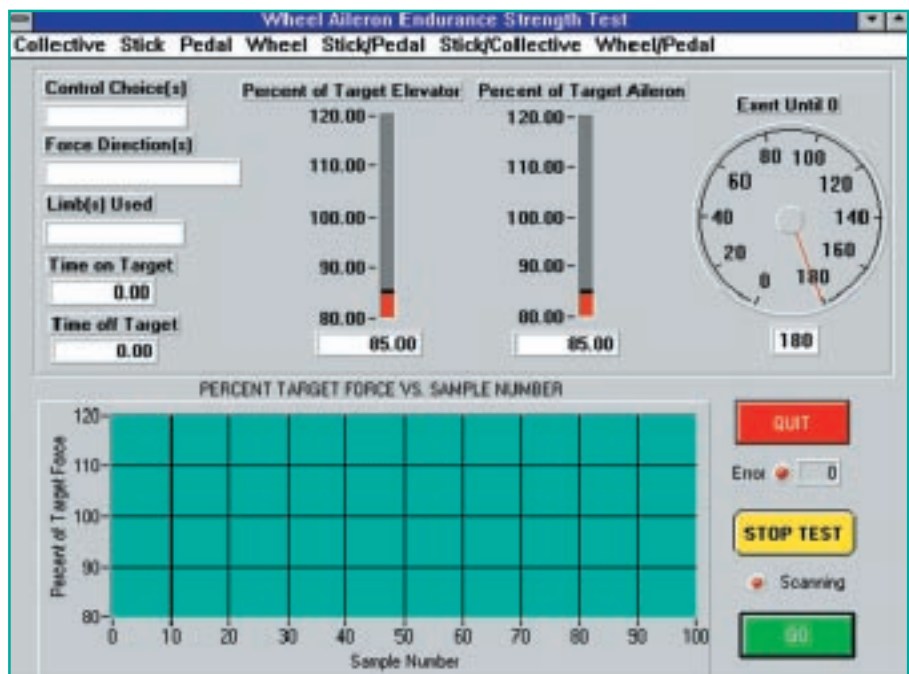 Wheel Aileron Endurance Strength Test
Collective Stick Pedal Wheel Stick/Pedal Stick/Collective Wheel/Pedal
Control Choice(s)
Force Direction(s)
Limb(s) Used
Time on Target
0.00
Time off Target
0.00
Percent of Target Elevator
120.00
110.00
100.00
90.00
80.00
85.00
Percent of Target Aileron
120.00
110.00
100.00
90.00
80.00
85.00
Exert Until 0
0 20 40 60 80 100 120 140 160 180
180
PERCENT TARGET FORCE VS. SAMPLE NUMBER
Percent of Target Force
120
110
100
90
80
0 10 20 30 40 50 60 70 80 90 100
Sample Number
QUIT
Error 0
STOP TEST
Scanning
GO